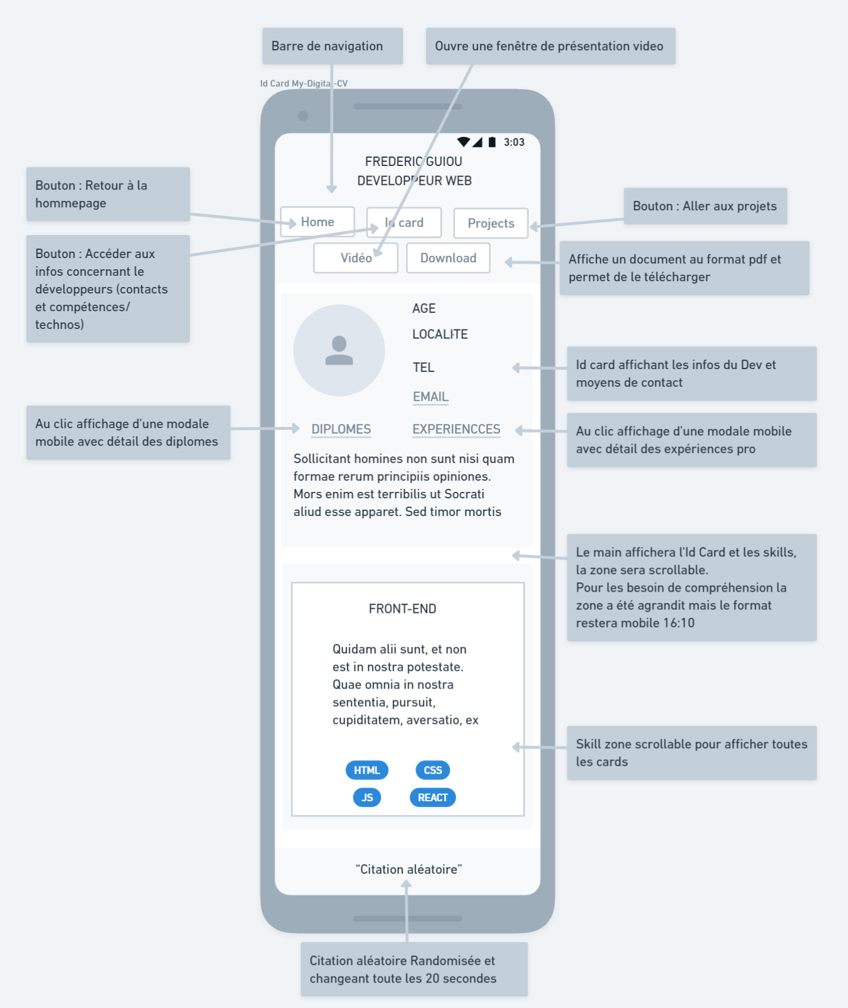 Barre de navigation
Ouvre une fenêtre de présentation video
Id Card My-Digital-CV
3:03
FREDERIC GUIOU
DEVELOPPEUR WEB
Bouton : Retour à la
hommepage
Bouton : Aller aux projets
Home
Id card
Projects
Bouton : Accéder aux
infos concernant le
développeurs (contacts
et compétences/
technos)
Vidéo
Download
Affiche un document au format pdf et
permet de le télécharger
AGE
LOCALITE
TEL
EMAIL
Id card affichant les infos du Dev et
moyens de contact
Au clic affichage d'une modale
mobile avec détail des diplomes
DIPLOMES
EXPERIENCCES
Au clic affichage d'une modale mobile
avec détail des expériences pro
Sollicitant homines non sunt nisi quam
formae rerum principiis opiniones.
Mors enim est terribilis ut Socrati
aliud esse apparet. Sed timor mortis
Le main affichera l'Id Card et les skills,
la zone sera scrollable.
Pour les besoin de compréhension la
zone a été agrandit mais le format
restera mobile 16:10
FRONT-END
Quidam alii sunt, et non
est in nostra potestate.
Quae omnia in nostra
sententia, pursuit,
cupiditatem, aversatio, ex
Skill zone scrollable pour afficher toutes
les cards
HTML
CSS
JS
REACT
“Citation aléatoire”
Citation aléatoire Randomisée et
changeant toute les 20 secondes